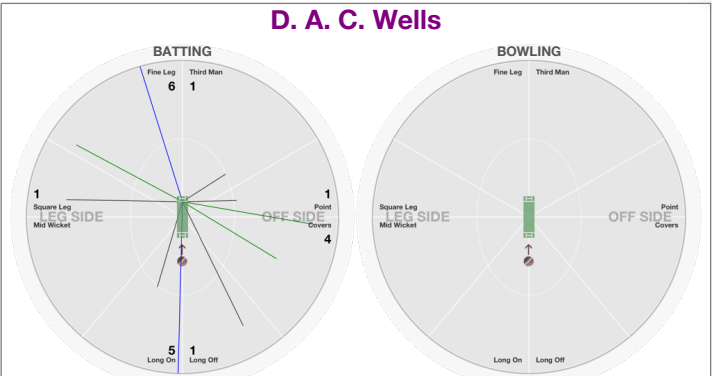 D. A. C. Wells
BATTING
Fine Leg Third Man
6 1
1
Square Leg
LEG SIDE
Mid Wicket
1
Point
OFF SIDE
Covers
4
5 1
Long On Long Off
BOWLING
Fine Leg Third Man
Square Leg
LEG SIDE
Mid Wicket
Point
OFF SIDE
Covers
Long On Long Off